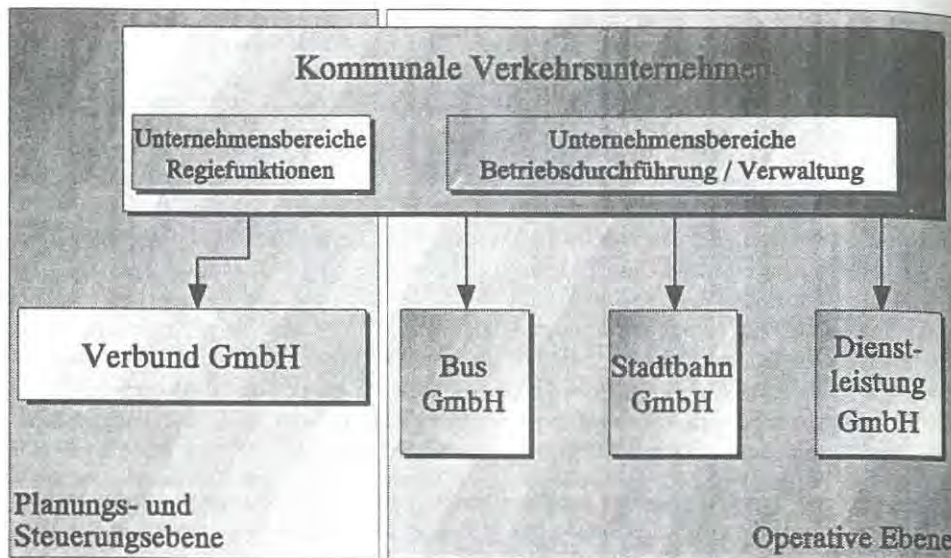 Kommunale Verkehrsunternehmen
Unternehmensbereiche
Regiefunktionen
Unternehmensbereiche
Betriebsdurchführung / Verwaltung
Verbund GmbH
Bus
GmbH
Stadtbahn
GmbH
Dienst-
leistung
GmbH
Planungs- und
Steuerungsebene
Operative Ebene